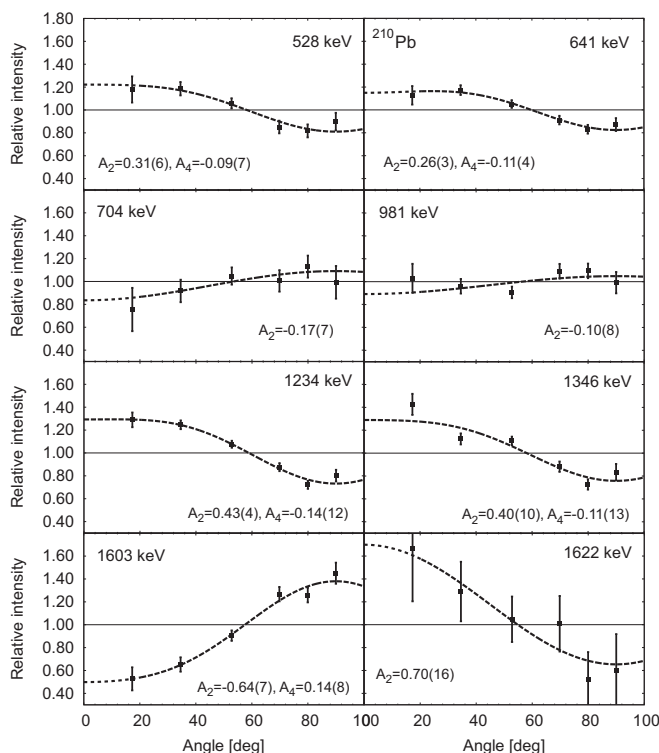 1.80
1.60
1.40
1.20
1.00
0.80
0.60
0.40
Relative intensity
528 keV
A2=0.31(6), A4=-0.09(7)
210Pb
641 keV
A2=0.26(3), A4=-0.11(4)
1.60
1.40
1.20
1.00
0.80
0.60
0.40
Relative intensity
704 keV
A2=-0.17(7)
981 keV
A2=-0.10(8)
1.60
1.40
1.20
1.00
0.80
0.60
0.40
Relative intensity
1234 keV
A2=0.43(4), A4=-0.14(12)
1346 keV
A2=0.40(10), A4=-0.11(13)
1.60
1.40
1.20
1.00
0.80
0.60
0.40
Relative intensity
1603 keV
A2=-0.64(7), A4=0.14(8)
1622 keV
A2=0.70(16)
0 20 40 60 80 100 0 20 40 60 80 100
Angle [deg] Angle [deg]